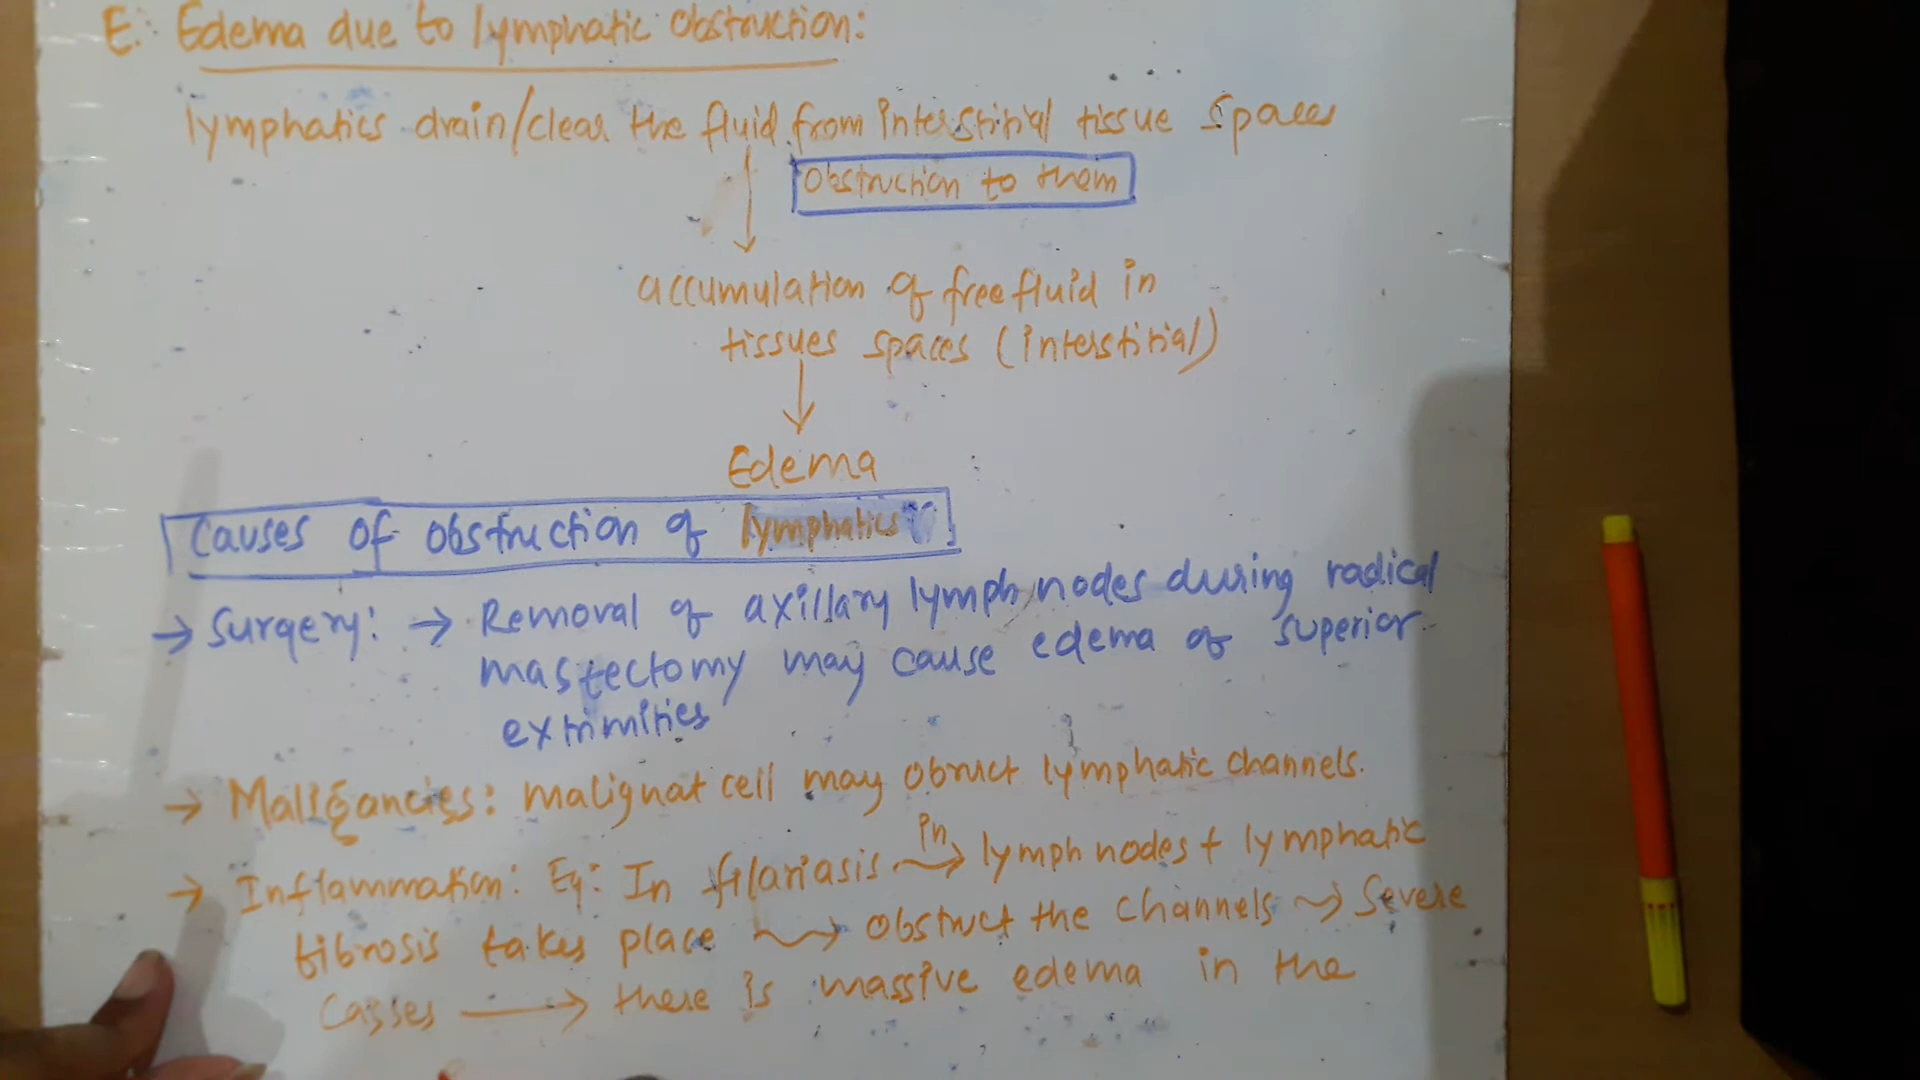 E: Edema due to lymphatic obstruction:
lymphatics drain/clear the fluid from interstitial tissue spaces
obstruction to them
accumulation of free fluid in
tissues spaces (interstitial)
Edema
Causes of obstruction of lymphatics
→ Surgery: → Removal of axillary lymph nodes during radical
mastectomy may cause edema of superior
extrimities
→ Maligancies: malignat cell may obruct lymphatic channels.
→ Inflammation: Eg: In filariasis in → lymph nodes + lymphatic
fibrosis takes place → obstruct the channels → Severe
Casses → there is massive edema in the